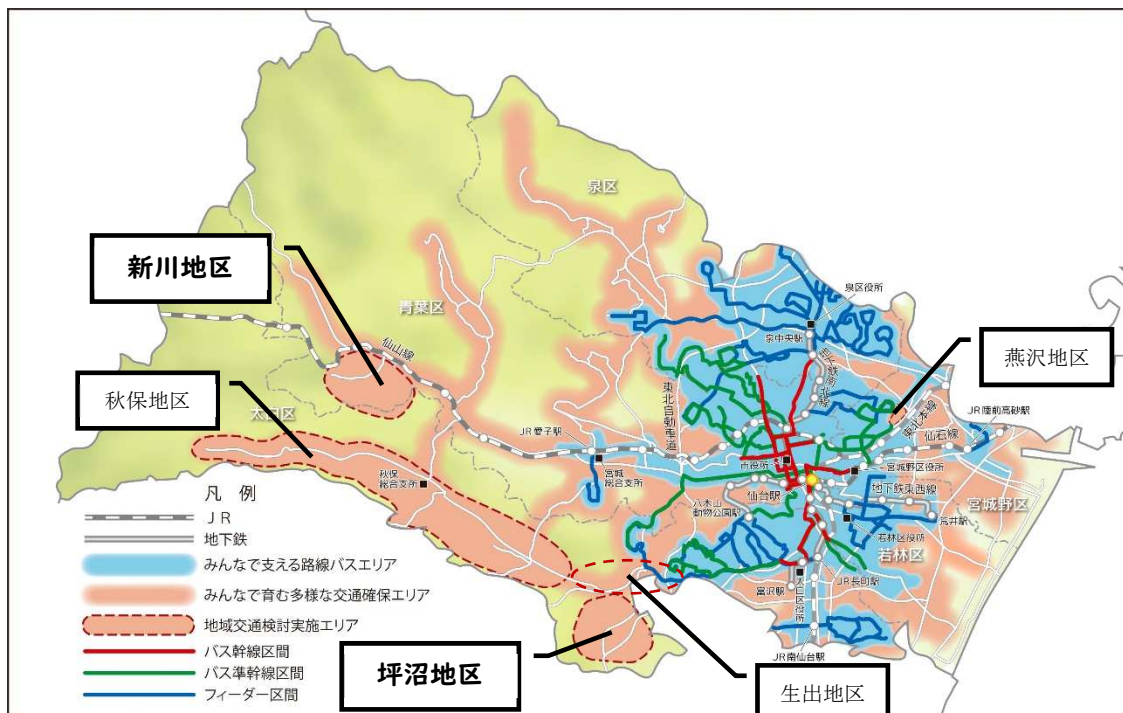 泉区
新川地区
青葉区
泉区役所
泉中央駅
地下鉄南北線
燕沢地区
仙山線
秋保地区
太白区
東北自動車道
東北本線
JR陸前高砂駅
仙石線
JR愛子駅
市役所
宮城野区役所
秋保
総合支所
宮城
総合支所
地下鉄東西線
宮城野区
八木山
動物公園駅
仙台駅
荒井駅
若林区役所
若林区
凡 例
JR
地下鉄
みんなで支える路線バスエリア
みんなで育む多様な交通確保エリア
地域交通検討実施エリア
バス幹線区間
バス準幹線区間
フィーダー区間
JR長町駅
富沢駅
太白区役所
JR南仙台駅
坪沼地区
生出地区